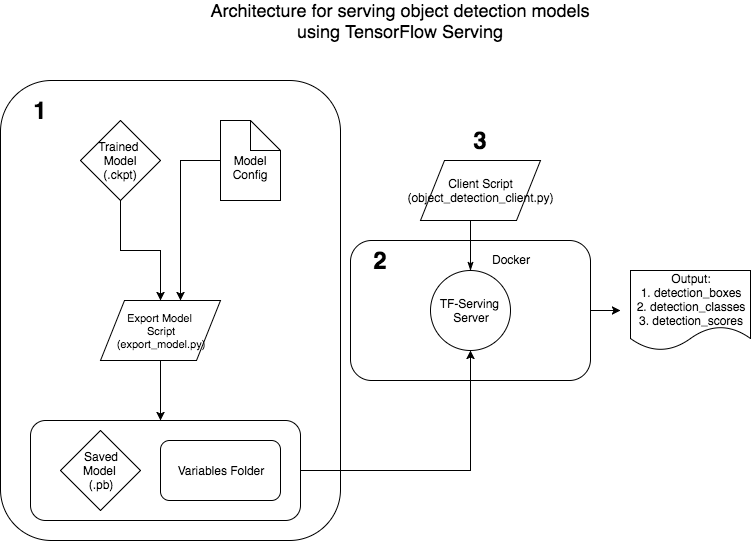 Architecture for serving object detection models
using TensorFlow Serving
1
Trained
Model
(.ckpt)
Model
Config
Export Model
Script
(export_model.py)
Saved
Model
(.pb)
Variables Folder
3
Client Script
(object_detection_client.py)
2
Docker
TF-Serving
Server
Output:
1. detection_boxes
2. detection_classes
3. detection_scores